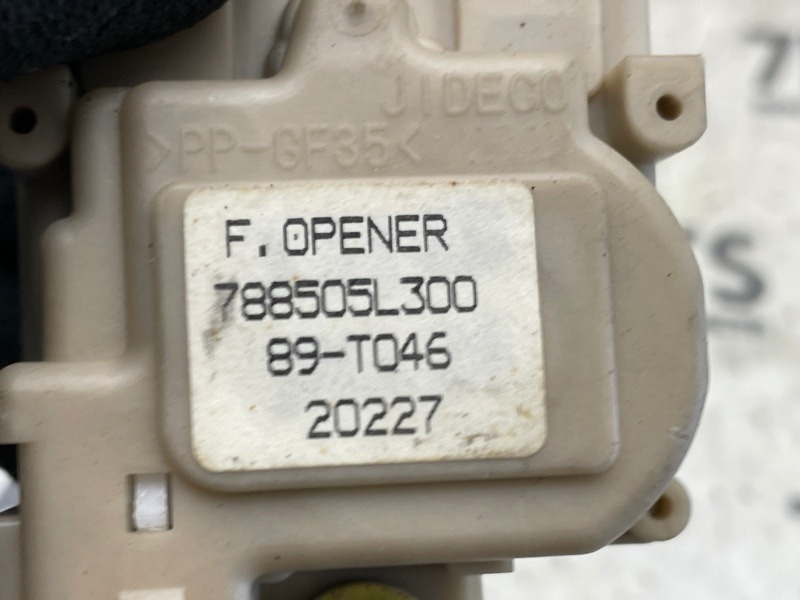 JIDECO
>PP-GF35<
F. OPENER
788505L300
89-T046
20227